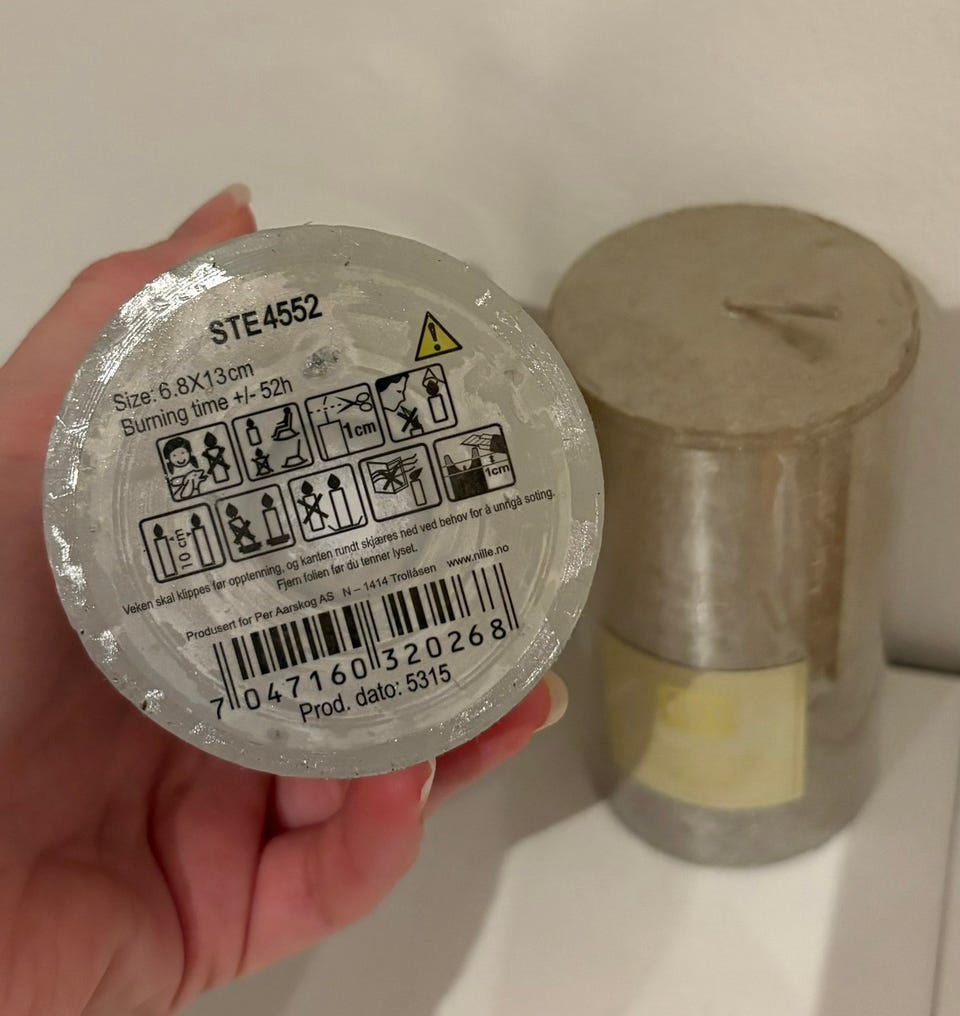 STE4552
Size: 6.8X13cm
Burning time +/- 52h
1cm
1cm
10 cm
Veken skal klippes før opptenning, og kanten rundt skjæres ned ved behov for å unngå soting.
Fjern folien før du tenner lyset.
Produsert for Per Aarskog AS N – 1414 Trollåsen www.nille.no
7 047160 320268
Prod. dato: 5315